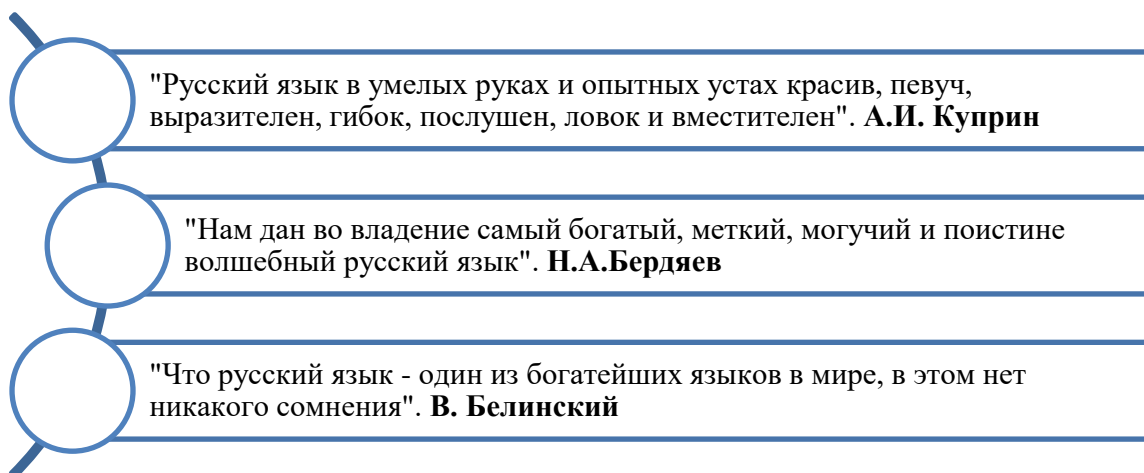 "Русский язык в умелых руках и опытных устах красив, певуч,
выразителен, гибок, послушен, ловок и вместителен". А.И. Куприн
"Нам дан во владение самый богатый, меткий, могучий и поистине
волшебный русский язык". Н.А.Бердяев
"Что русский язык - один из богатейших языков в мире, в этом нет
никакого сомнения". В. Белинский